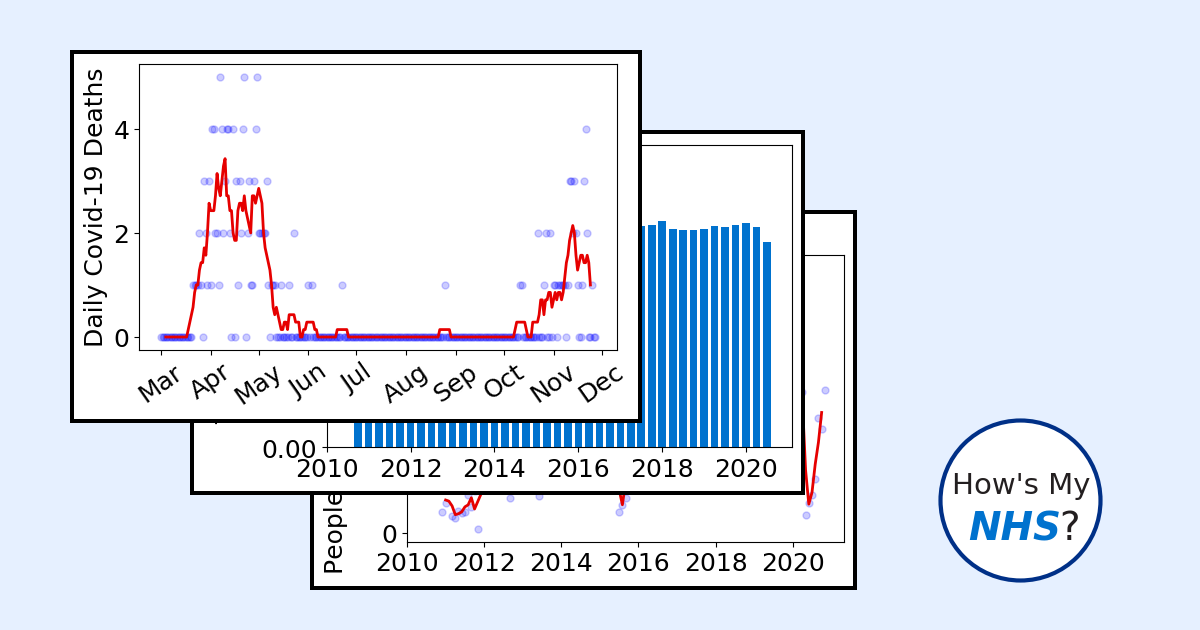 Daily Covid-19 Deaths
4
2
0
Mar Apr May Jun Jul Aug Sep Oct Nov Dec
0.00
2010 2012 2014 2016 2018 2020
People
0
2010 2012 2014 2016 2018 2020
How's My
NHS?